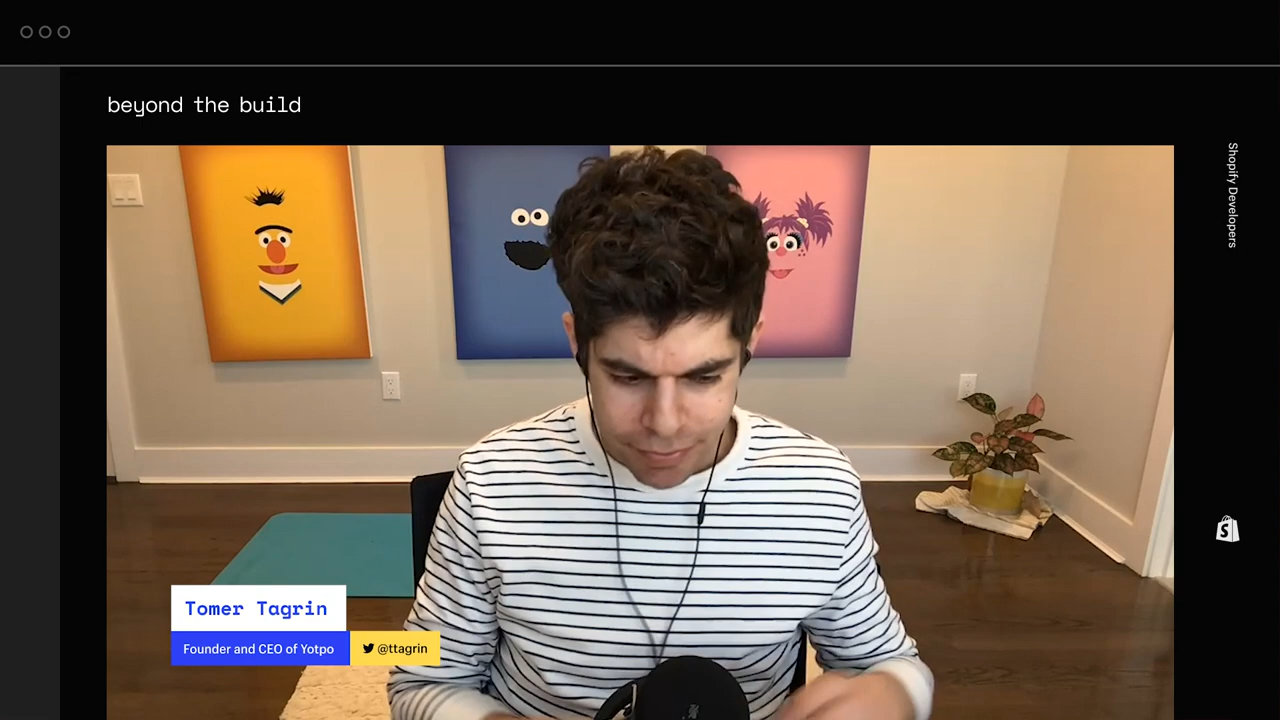 beyond the build
Shopify Developers
Tomer Tagrin
Founder and CEO of Yotpo
@ttagrin